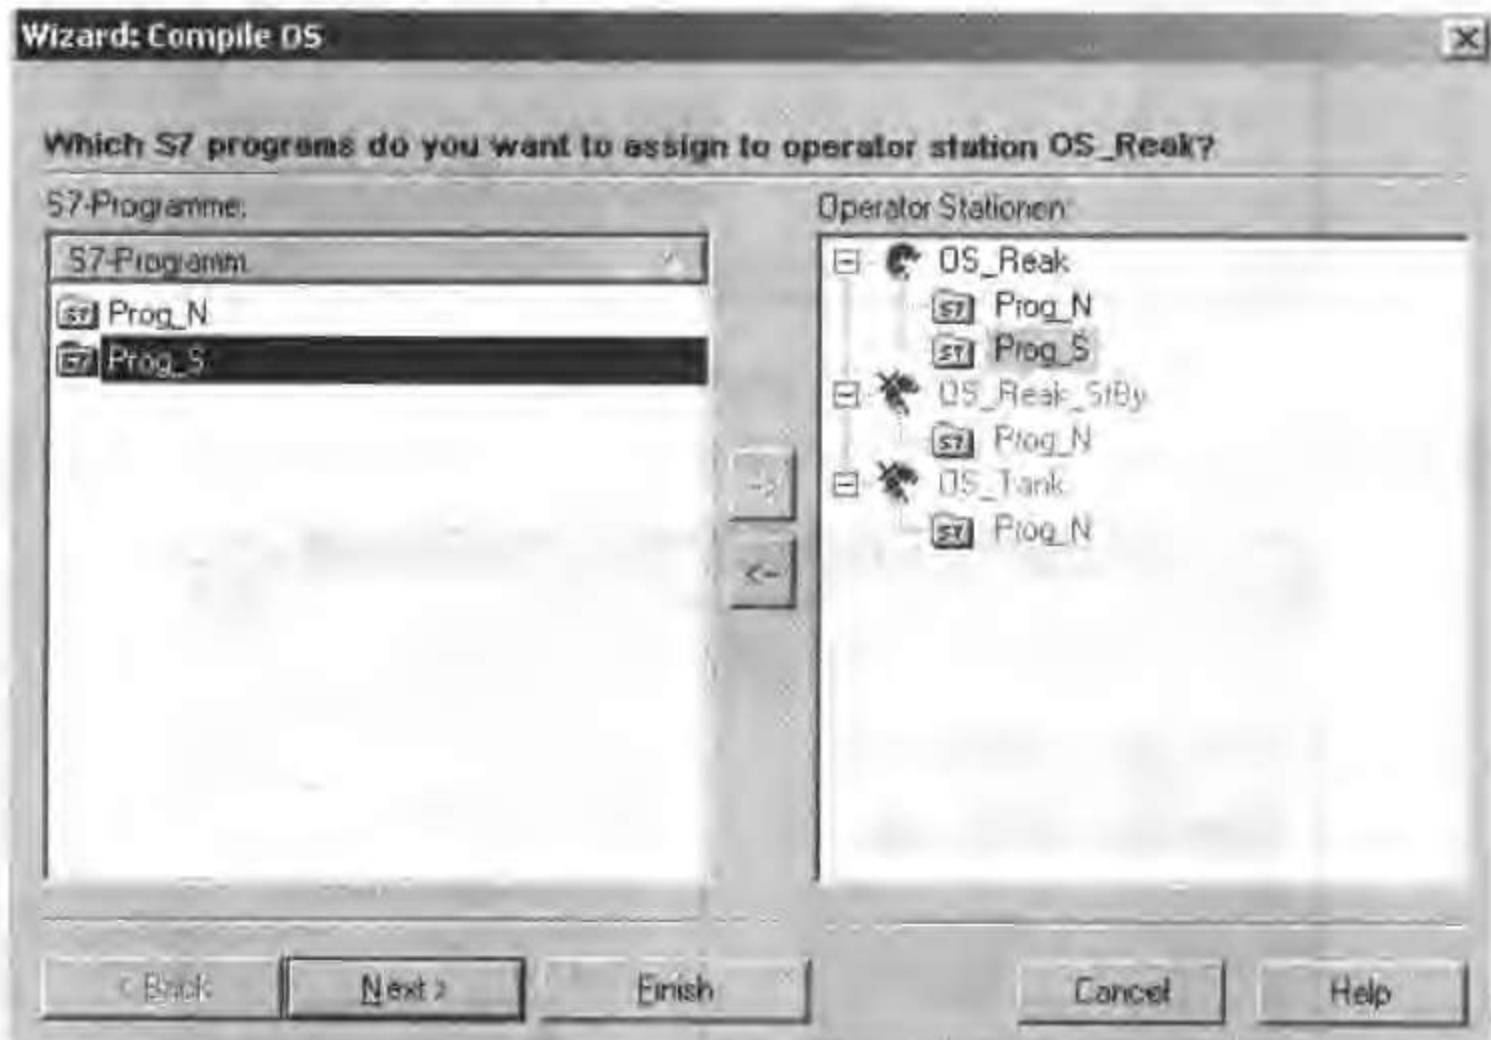 Wizard: Compile OS
Which S7 programs do you want to assign to operator station OS_Reak?
S7-Programme:
S7-Programm
Prog_N
Prog_S
->
<-
Operator Stationen:
OS_Reak
Prog_N
Prog_S
OS_Reak_StBy
Prog_N
OS_Tank
Prog_N
< Back
Next >
Finish
Cancel
Help